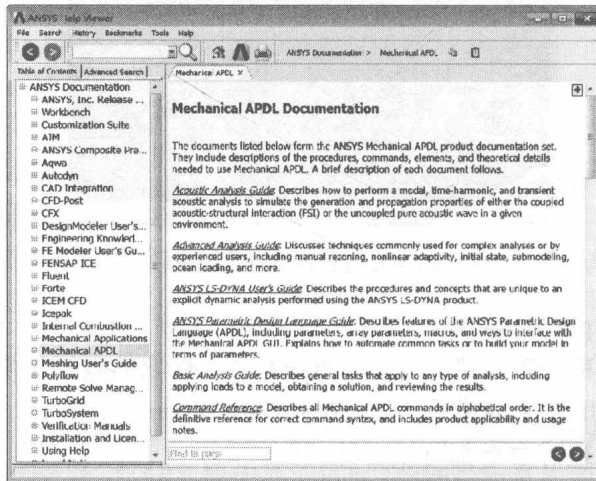 ANSYS Help Viewer
File Search History Bookmarks Tools Help
ANSYS Documentation > Mechanical APDL
Table of Contents Advanced Search
ANSYS Documentation
ANSYS, Inc. Release ...
Workbench
Customization Suite
AIM
ANSYS Composite Pre...
Aqwa
Autodyn
CAD Integration
CFD-Post
CFX
DesignModeler User's...
Engineering Knowled...
FE Modeler User's Gu...
FENSAP ICE
Fluent
Forte
ICEM CFD
Icepak
Internal Combustion ...
Mechanical Applications
Mechanical APDL
Meshing User's Guide
Polyflow
Remote Solve Manag...
TurboGrid
TurboSystem
Verification Manuals
Installation and Licen...
Using Help
Mechanical APDL X
Mechanical APDL Documentation
The documents listed below form the ANSYS Mechanical APDL product documentation set.
They include descriptions of the procedures, commands, elements, and theoretical details
needed to use Mechanical APDL. A brief description of each document follows.
Acoustic Analysis Guide: Describes how to perform a modal, time-harmonic, and transient
acoustic analysis to simulate the generation and propagation properties of either the coupled
acoustic-structural interaction (FSI) or the uncoupled pure acoustic wave in a given
environment.
Advanced Analysis Guide: Discusses techniques commonly used for complex analyses or by
experienced users, including manual rezoning, nonlinear adaptivity, initial state, submodeling,
ocean loading, and more.
ANSYS LS-DYNA User's Guide: Describes the procedures and concepts that are unique to an
explicit dynamic analysis performed using the ANSYS LS-DYNA product.
ANSYS Parametric Design Language Guide: Describes features of the ANSYS Parametric Design
Language (APDL), including parameters, array parameters, macros, and ways to interface with
the Mechanical APDL GUI. Explains how to automate common tasks or to build your model in
terms of parameters.
Basic Analysis Guide: Describes general tasks that apply to any type of analysis, including
applying loads to a model, obtaining a solution, and reviewing the results.
Command Reference: Describes all Mechanical APDL commands in alphabetical order. It is the
definitive reference for correct command syntax, and includes product applicability and usage
notes.
Find in page